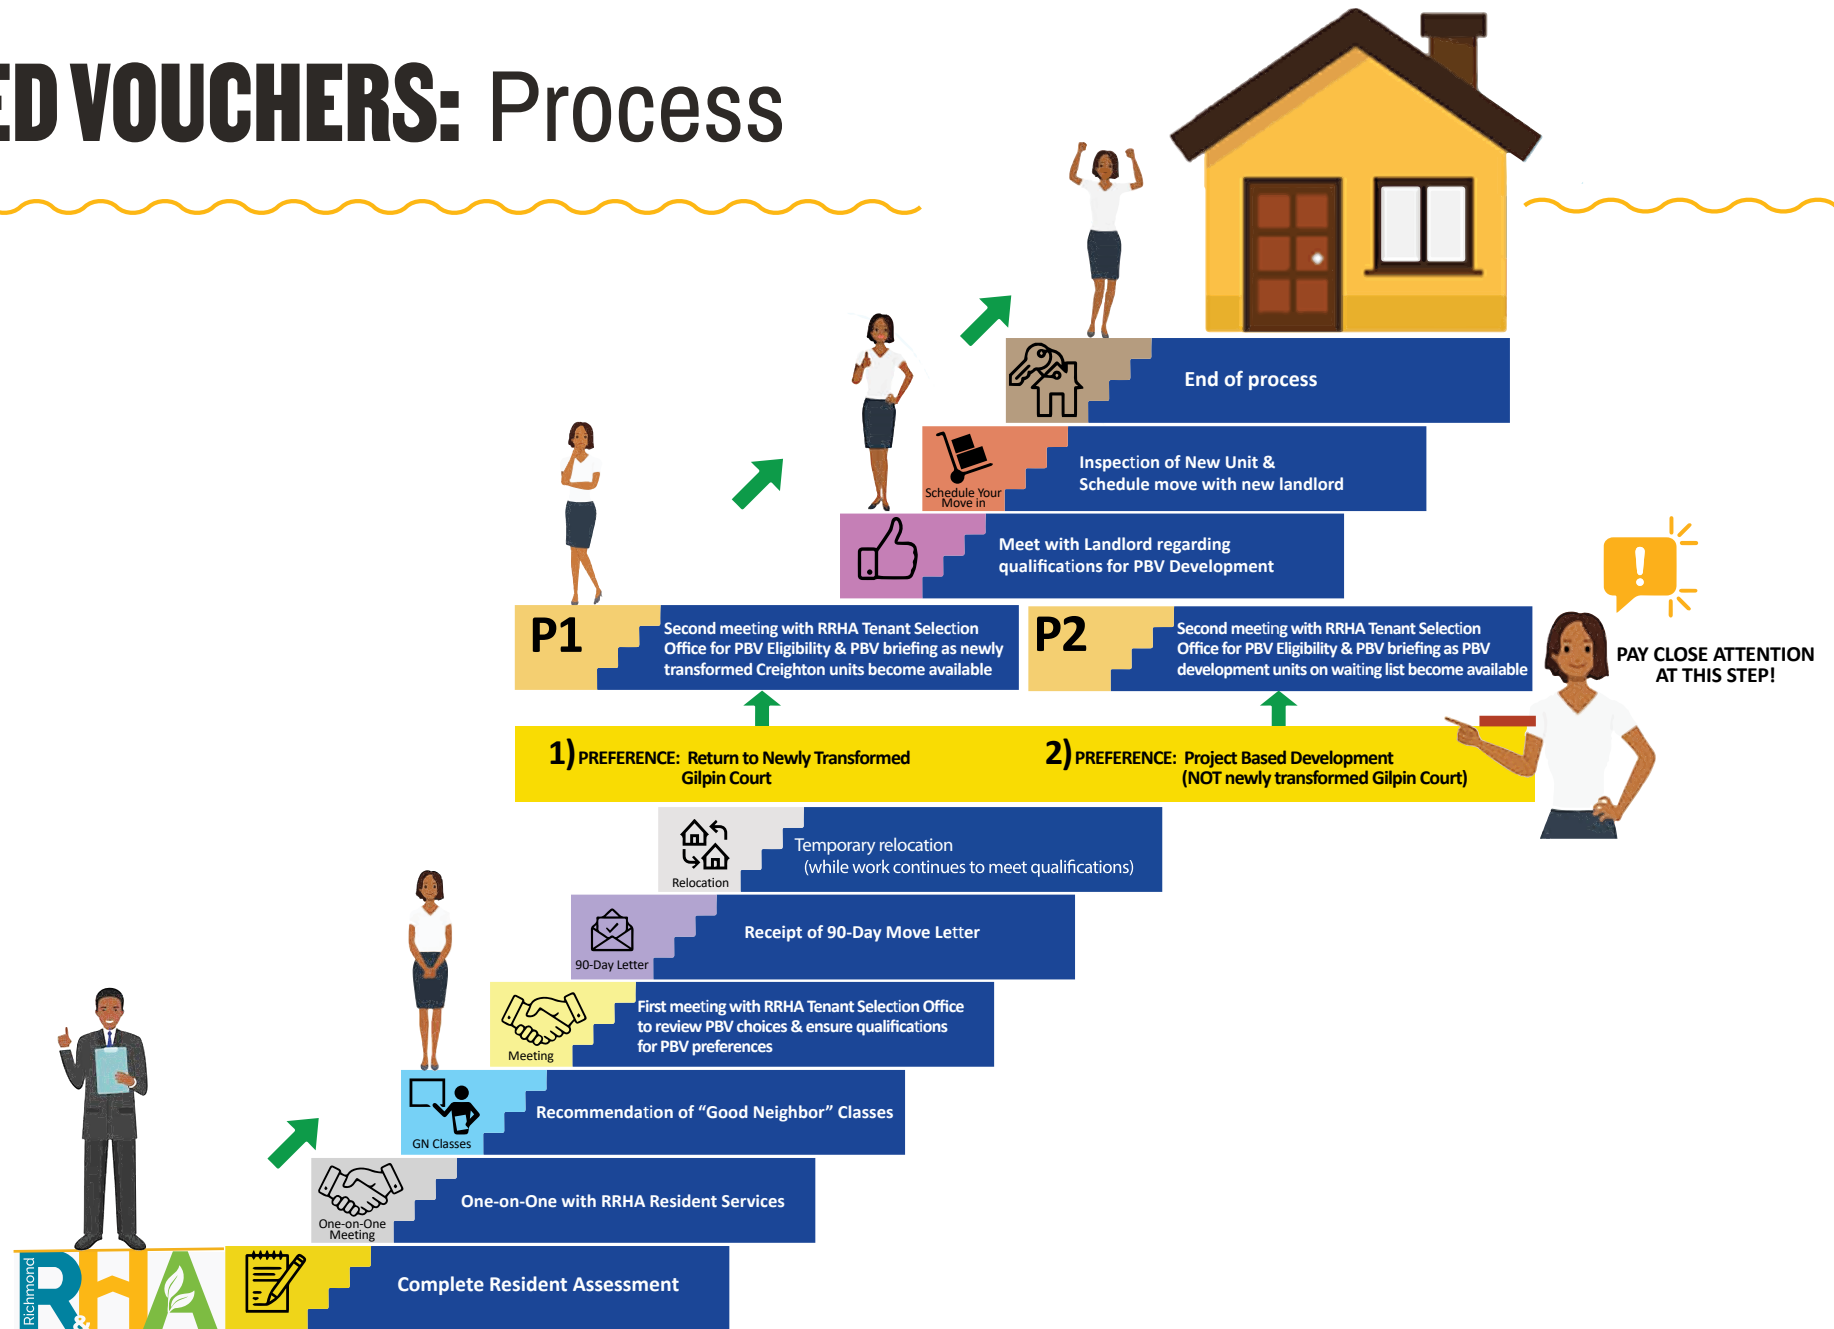 ED VOUCHERS: Process
End of process
Schedule Your
Move in
Inspection of New Unit &
Schedule move with new landlord
Meet with Landlord regarding
qualifications for PBV Development
P1
Second meeting with RRHA Tenant Selection
Office for PBV Eligibility & PBV briefing as newly
transformed Creighton units become available
P2
Second meeting with RRHA Tenant Selection
Office for PBV Eligibility & PBV briefing as PBV
development units on waiting list become available
!
PAY CLOSE ATTENTION
AT THIS STEP!
1) PREFERENCE: Return to Newly Transformed
Gilpin Court
2) PREFERENCE: Project Based Development
(NOT newly transformed Gilpin Court)
Relocation
Temporary relocation
(while work continues to meet qualifications)
90-Day Letter
Receipt of 90-Day Move Letter
Meeting
First meeting with RRHA Tenant Selection Office
to review PBV choices & ensure qualifications
for PBV preferences
GN Classes
Recommendation of “Good Neighbor” Classes
One-on-One
Meeting
One-on-One with RRHA Resident Services
Richmond
R&HA
Complete Resident Assessment